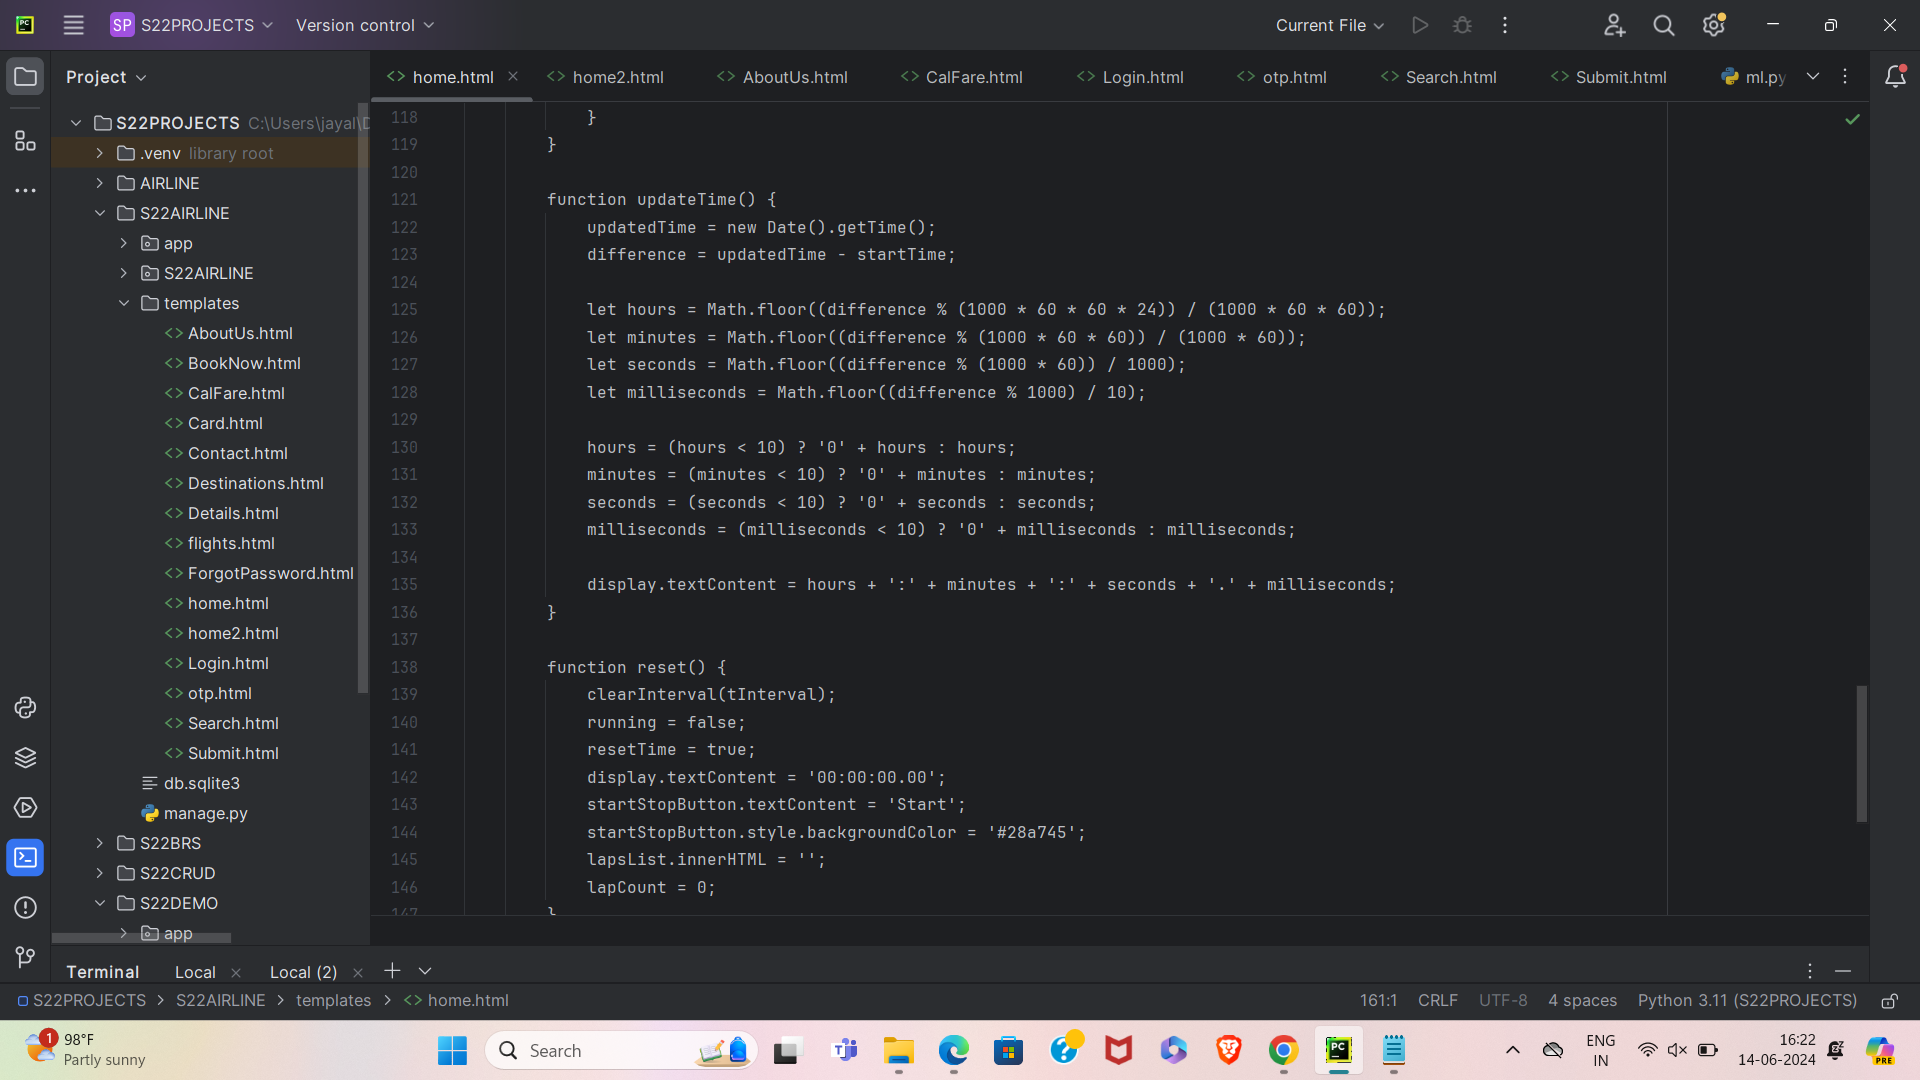 SP S22PROJECTS Version control Current File
Project
home.html home2.html AboutUs.html CalFare.html Login.html otp.html Search.html Submit.html ml.py
S22PROJECTS C:\Users\jayal\D
.venv library root
AIRLINE
S22AIRLINE
app
S22AIRLINE
templates
AboutUs.html
BookNow.html
CalFare.html
Card.html
Contact.html
Destinations.html
Details.html
flights.html
ForgotPassword.html
home.html
home2.html
Login.html
otp.html
Search.html
Submit.html
db.sqlite3
manage.py
S22BRS
S22CRUD
S22DEMO
app
118 }
119 }
120
121 function updateTime() {
122 updatedTime = new Date().getTime();
123 difference = updatedTime - startTime;
124
125 let hours = Math.floor((difference % (1000 * 60 * 60 * 24)) / (1000 * 60 * 60));
126 let minutes = Math.floor((difference % (1000 * 60 * 60)) / (1000 * 60));
127 let seconds = Math.floor((difference % (1000 * 60)) / 1000);
128 let milliseconds = Math.floor((difference % 1000) / 10);
129
130 hours = (hours < 10) ? '0' + hours : hours;
131 minutes = (minutes < 10) ? '0' + minutes : minutes;
132 seconds = (seconds < 10) ? '0' + seconds : seconds;
133 milliseconds = (milliseconds < 10) ? '0' + milliseconds : milliseconds;
134
135 display.textContent = hours + ':' + minutes + ':' + seconds + '.' + milliseconds;
136 }
137
138 function reset() {
139 clearInterval(tInterval);
140 running = false;
141 resetTime = true;
142 display.textContent = '00:00:00.00';
143 startStopButton.textContent = 'Start';
144 startStopButton.style.backgroundColor = '#28a745';
145 lapsList.innerHTML = '';
146 lapCount = 0;
147 }
Terminal Local Local (2)
S22PROJECTS > S22AIRLINE > templates > home.html 161:1 CRLF UTF-8 4 spaces Python 3.11 (S22PROJECTS)
1 98°F
Partly sunny
Search
ENG
IN
16:22
14-06-2024
PRE